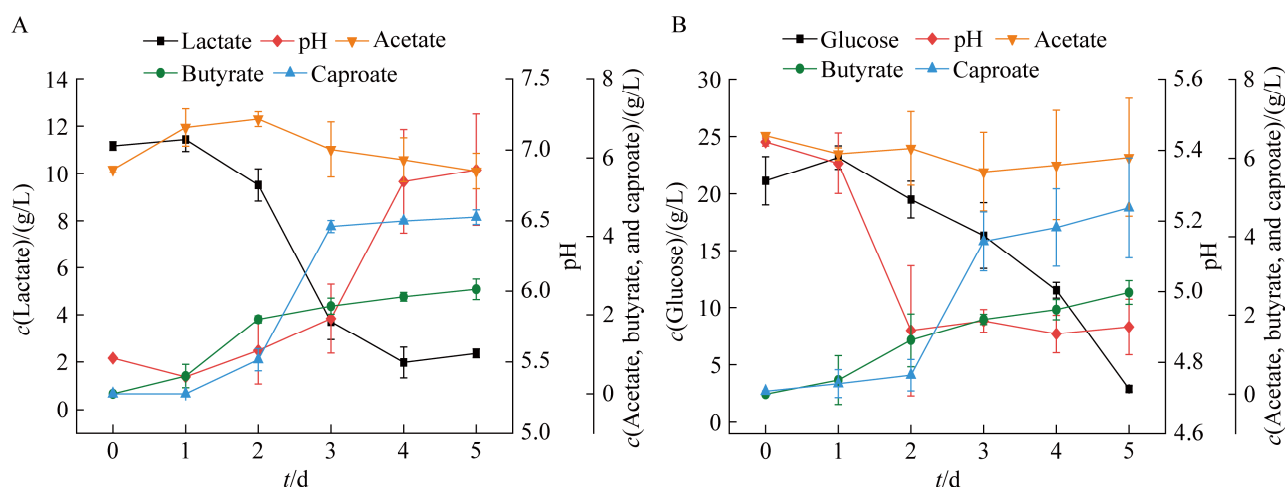 A
Lactate pH Acetate
Butyrate Caproate
14
12
10
8
6
4
2
0
c(Lactate)/(g/L)
0 1 2 3 4 5
t/d
7.5
7.0
6.5
6.0
5.5
5.0
pH
8
6
4
2
0
c(Acetate, butyrate, and caproate)/(g/L)
B
Glucose pH Acetate
Butyrate Caproate
30
25
20
15
10
5
0
c(Glucose)/(g/L)
0 1 2 3 4 5
t/d
5.6
5.4
5.2
5.0
4.8
4.6
pH
8
6
4
2
0
c(Acetate, butyrate, and caproate)/(g/L)